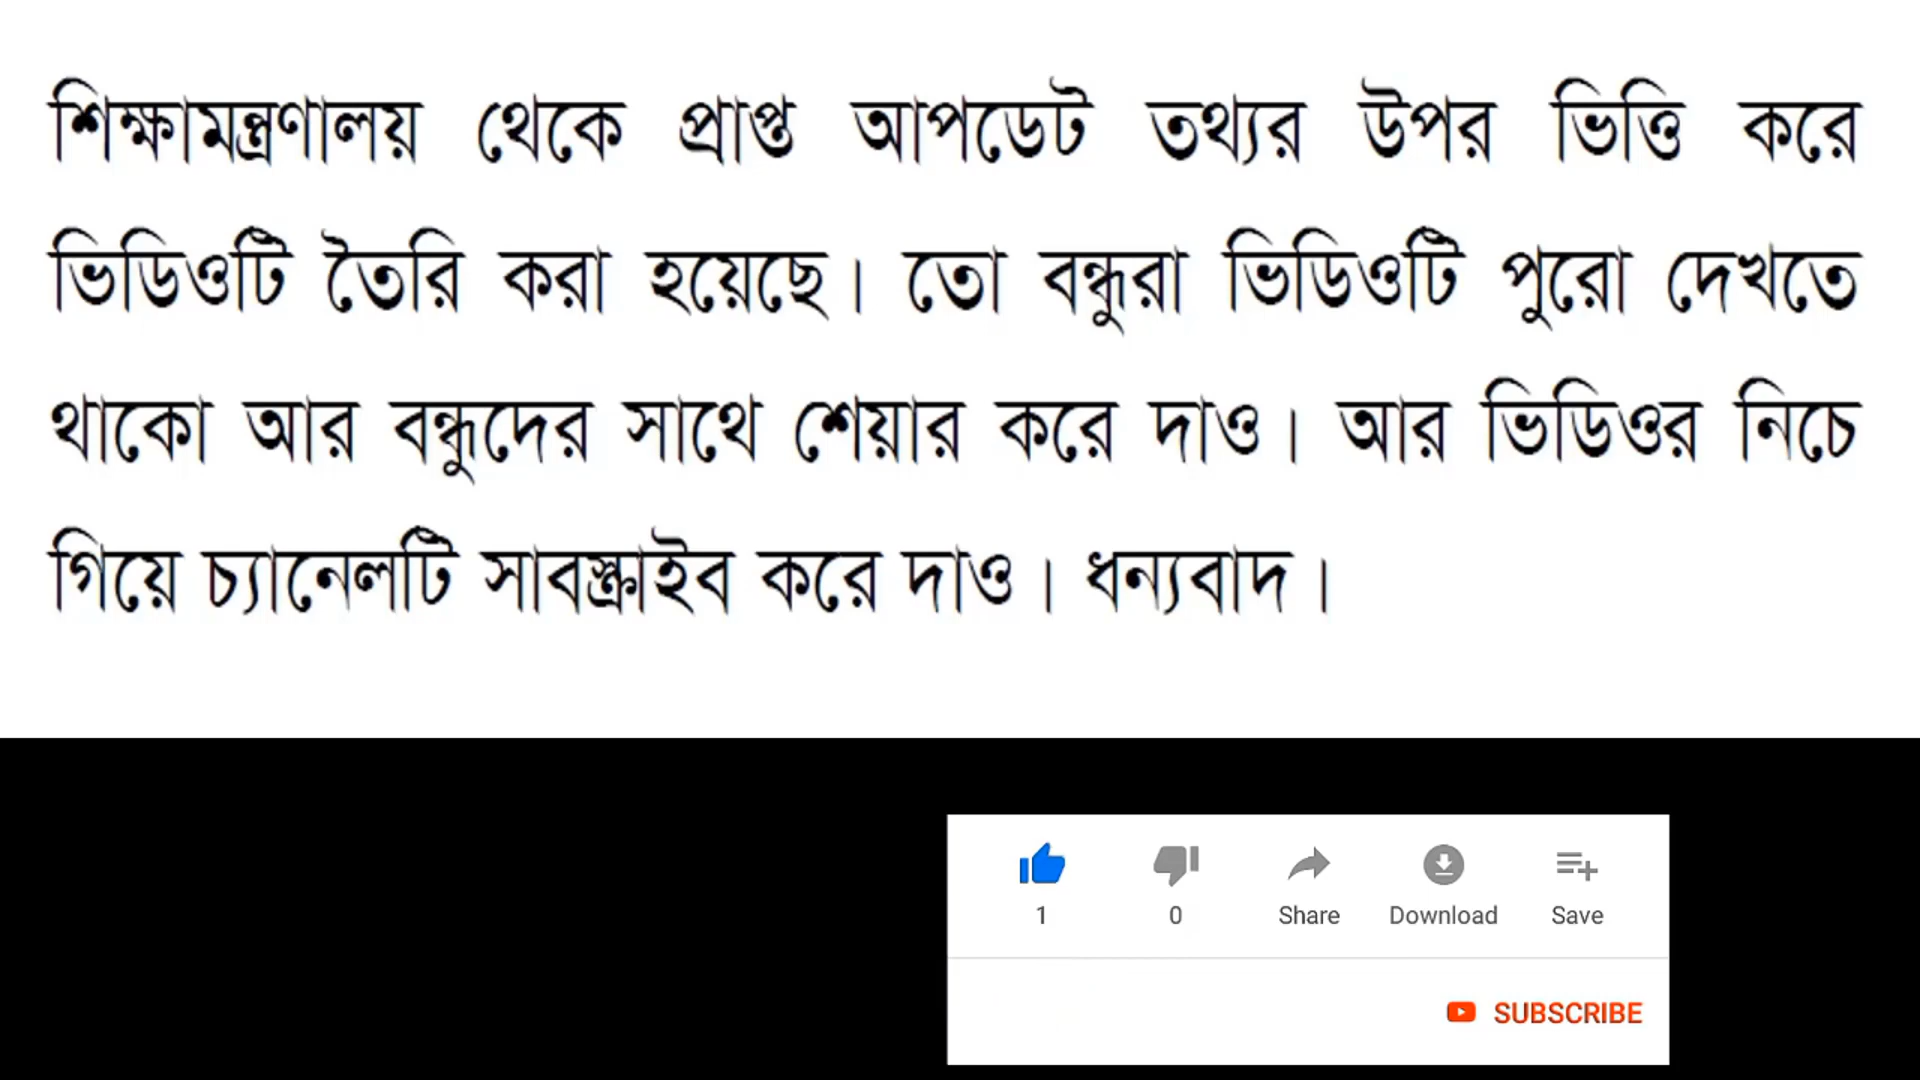 শিক্ষামন্ত্রণালয় থেকে প্রাপ্ত আপডেট তথ্যর উপর ভিত্তি করে
ভিডিওটি তৈরি করা হয়েছে। তো বন্ধুরা ভিডিওটি পুরো দেখতে
থাকো আর বন্ধুদের সাথে শেয়ার করে দাও। আর ভিডিওর নিচে
গিয়ে চ্যানেলটি সাবস্ক্রাইব করে দাও। ধন্যবাদ।
1 0 Share Download Save
SUBSCRIBE